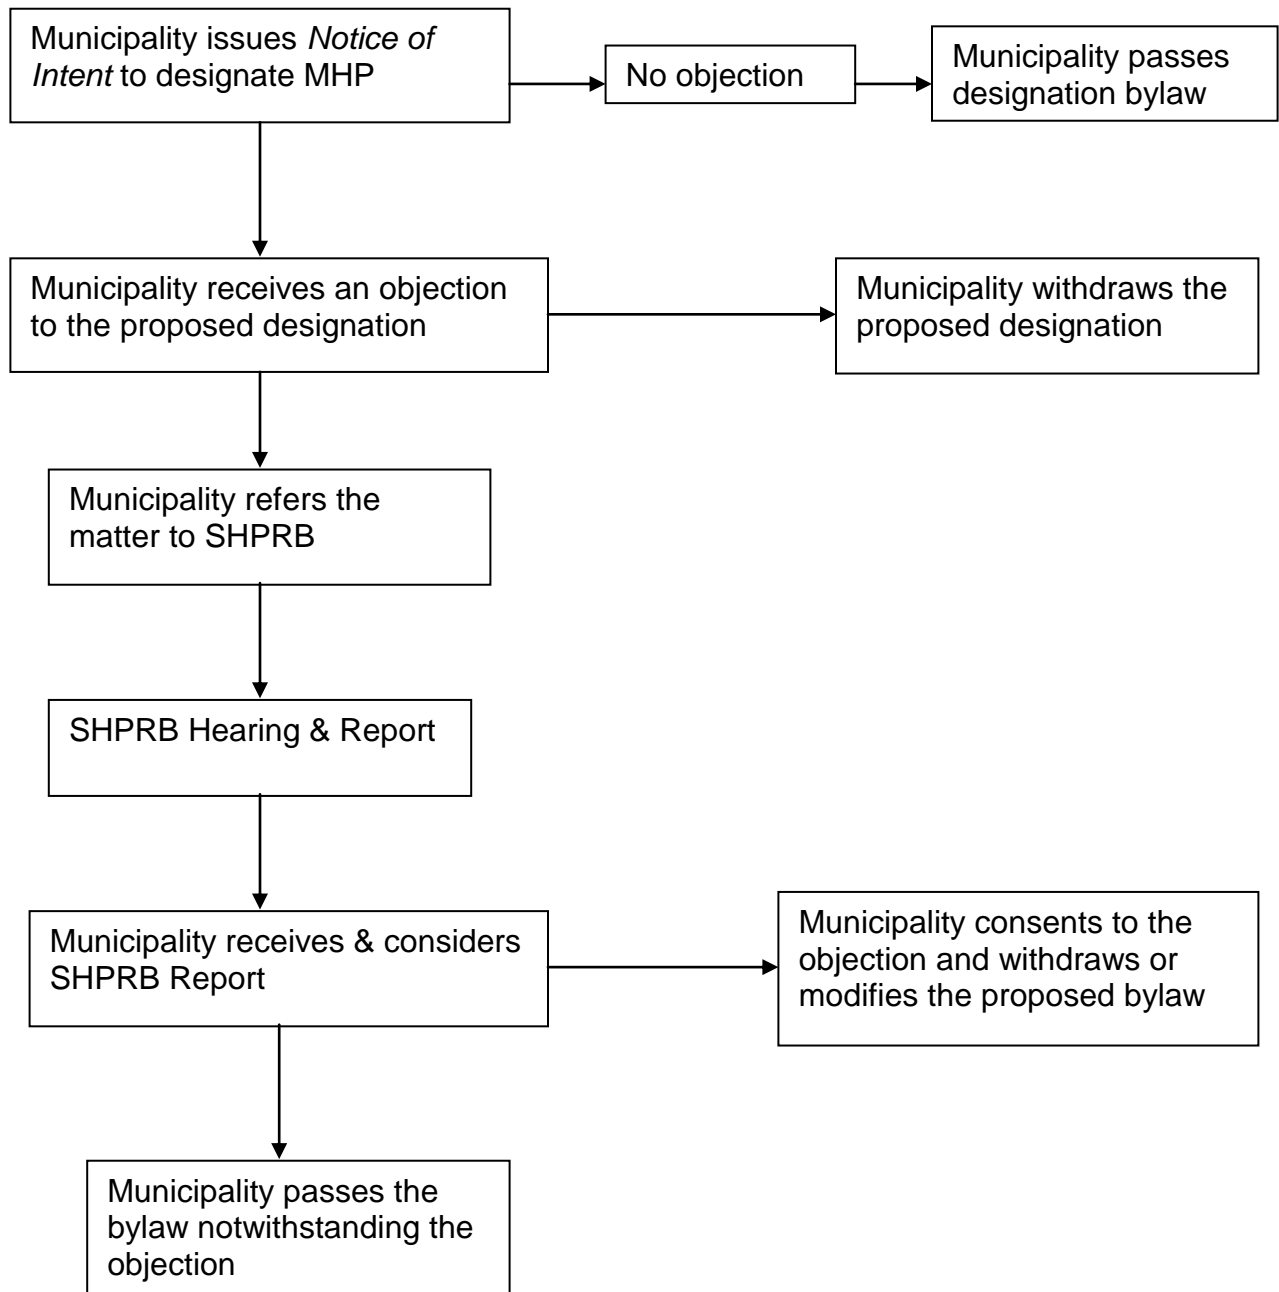 Municipality issues Notice of
Intent to designate MHP
No objection
Municipality passes
designation bylaw
Municipality receives an objection
to the proposed designation
Municipality withdraws the
proposed designation
Municipality refers the
matter to SHPRB
SHPRB Hearing & Report
Municipality receives & considers
SHPRB Report
Municipality consents to the
objection and withdraws or
modifies the proposed bylaw
Municipality passes the
bylaw notwithstanding the
objection